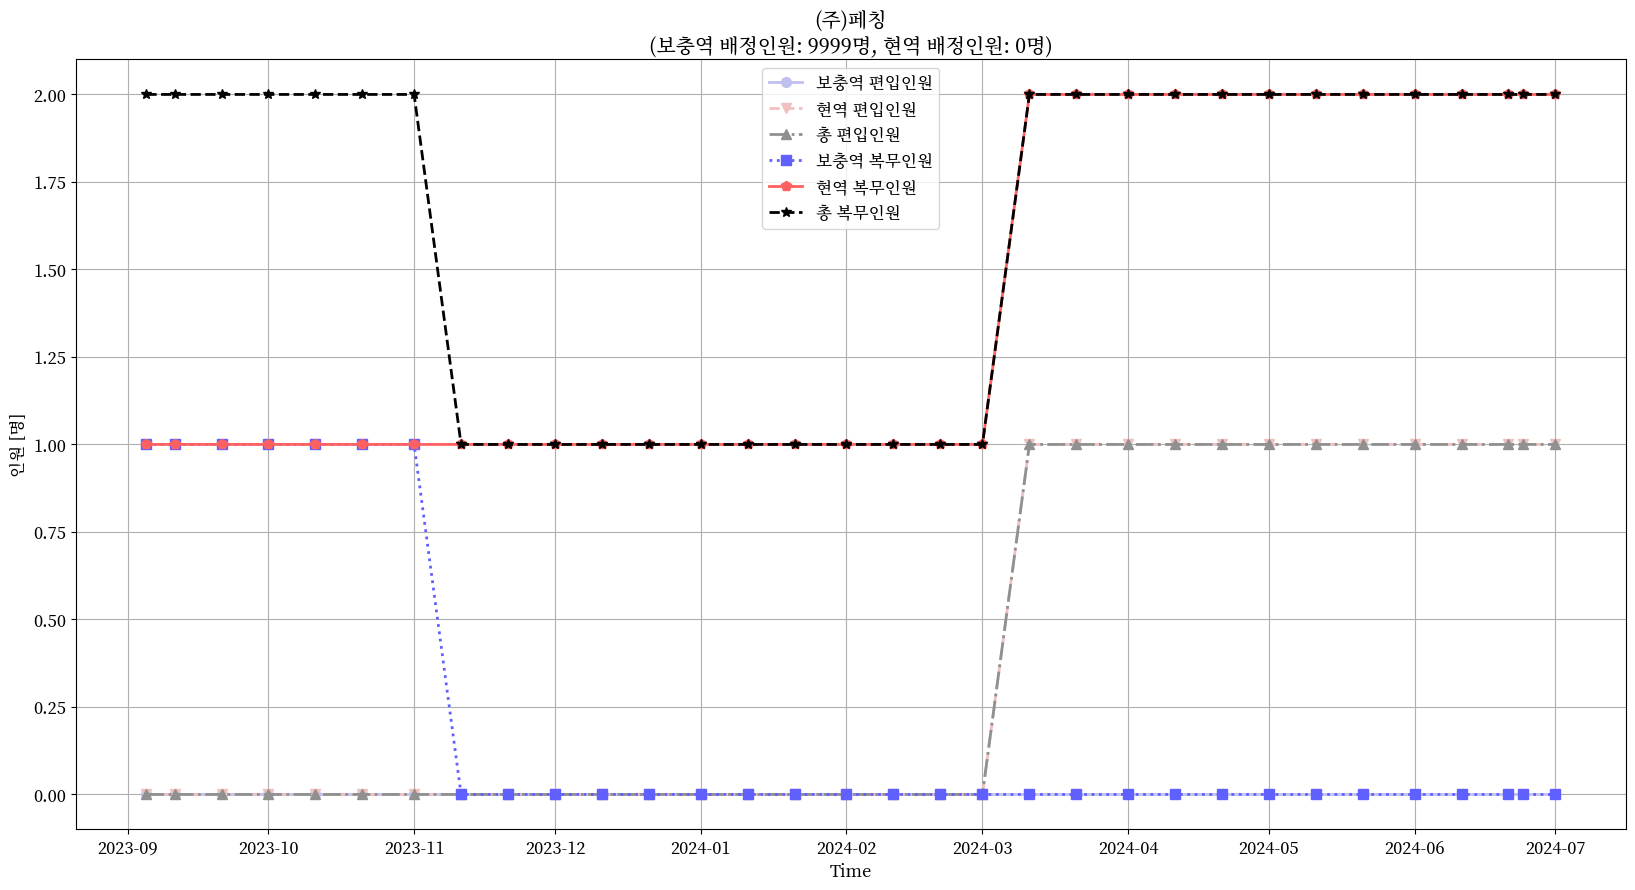 (주)페칭
(보충역 배정인원: 9999명, 현역 배정인원: 0명)
보충역 편입인원
현역 편입인원
총 편입인원
보충역 복무인원
현역 복무인원
총 복무인원
2.00
1.75
1.50
1.25
1.00
0.75
0.50
0.25
0.00
인원 [명]
2023-09 2023-10 2023-11 2023-12 2024-01 2024-02 2024-03 2024-04 2024-05 2024-06 2024-07
Time